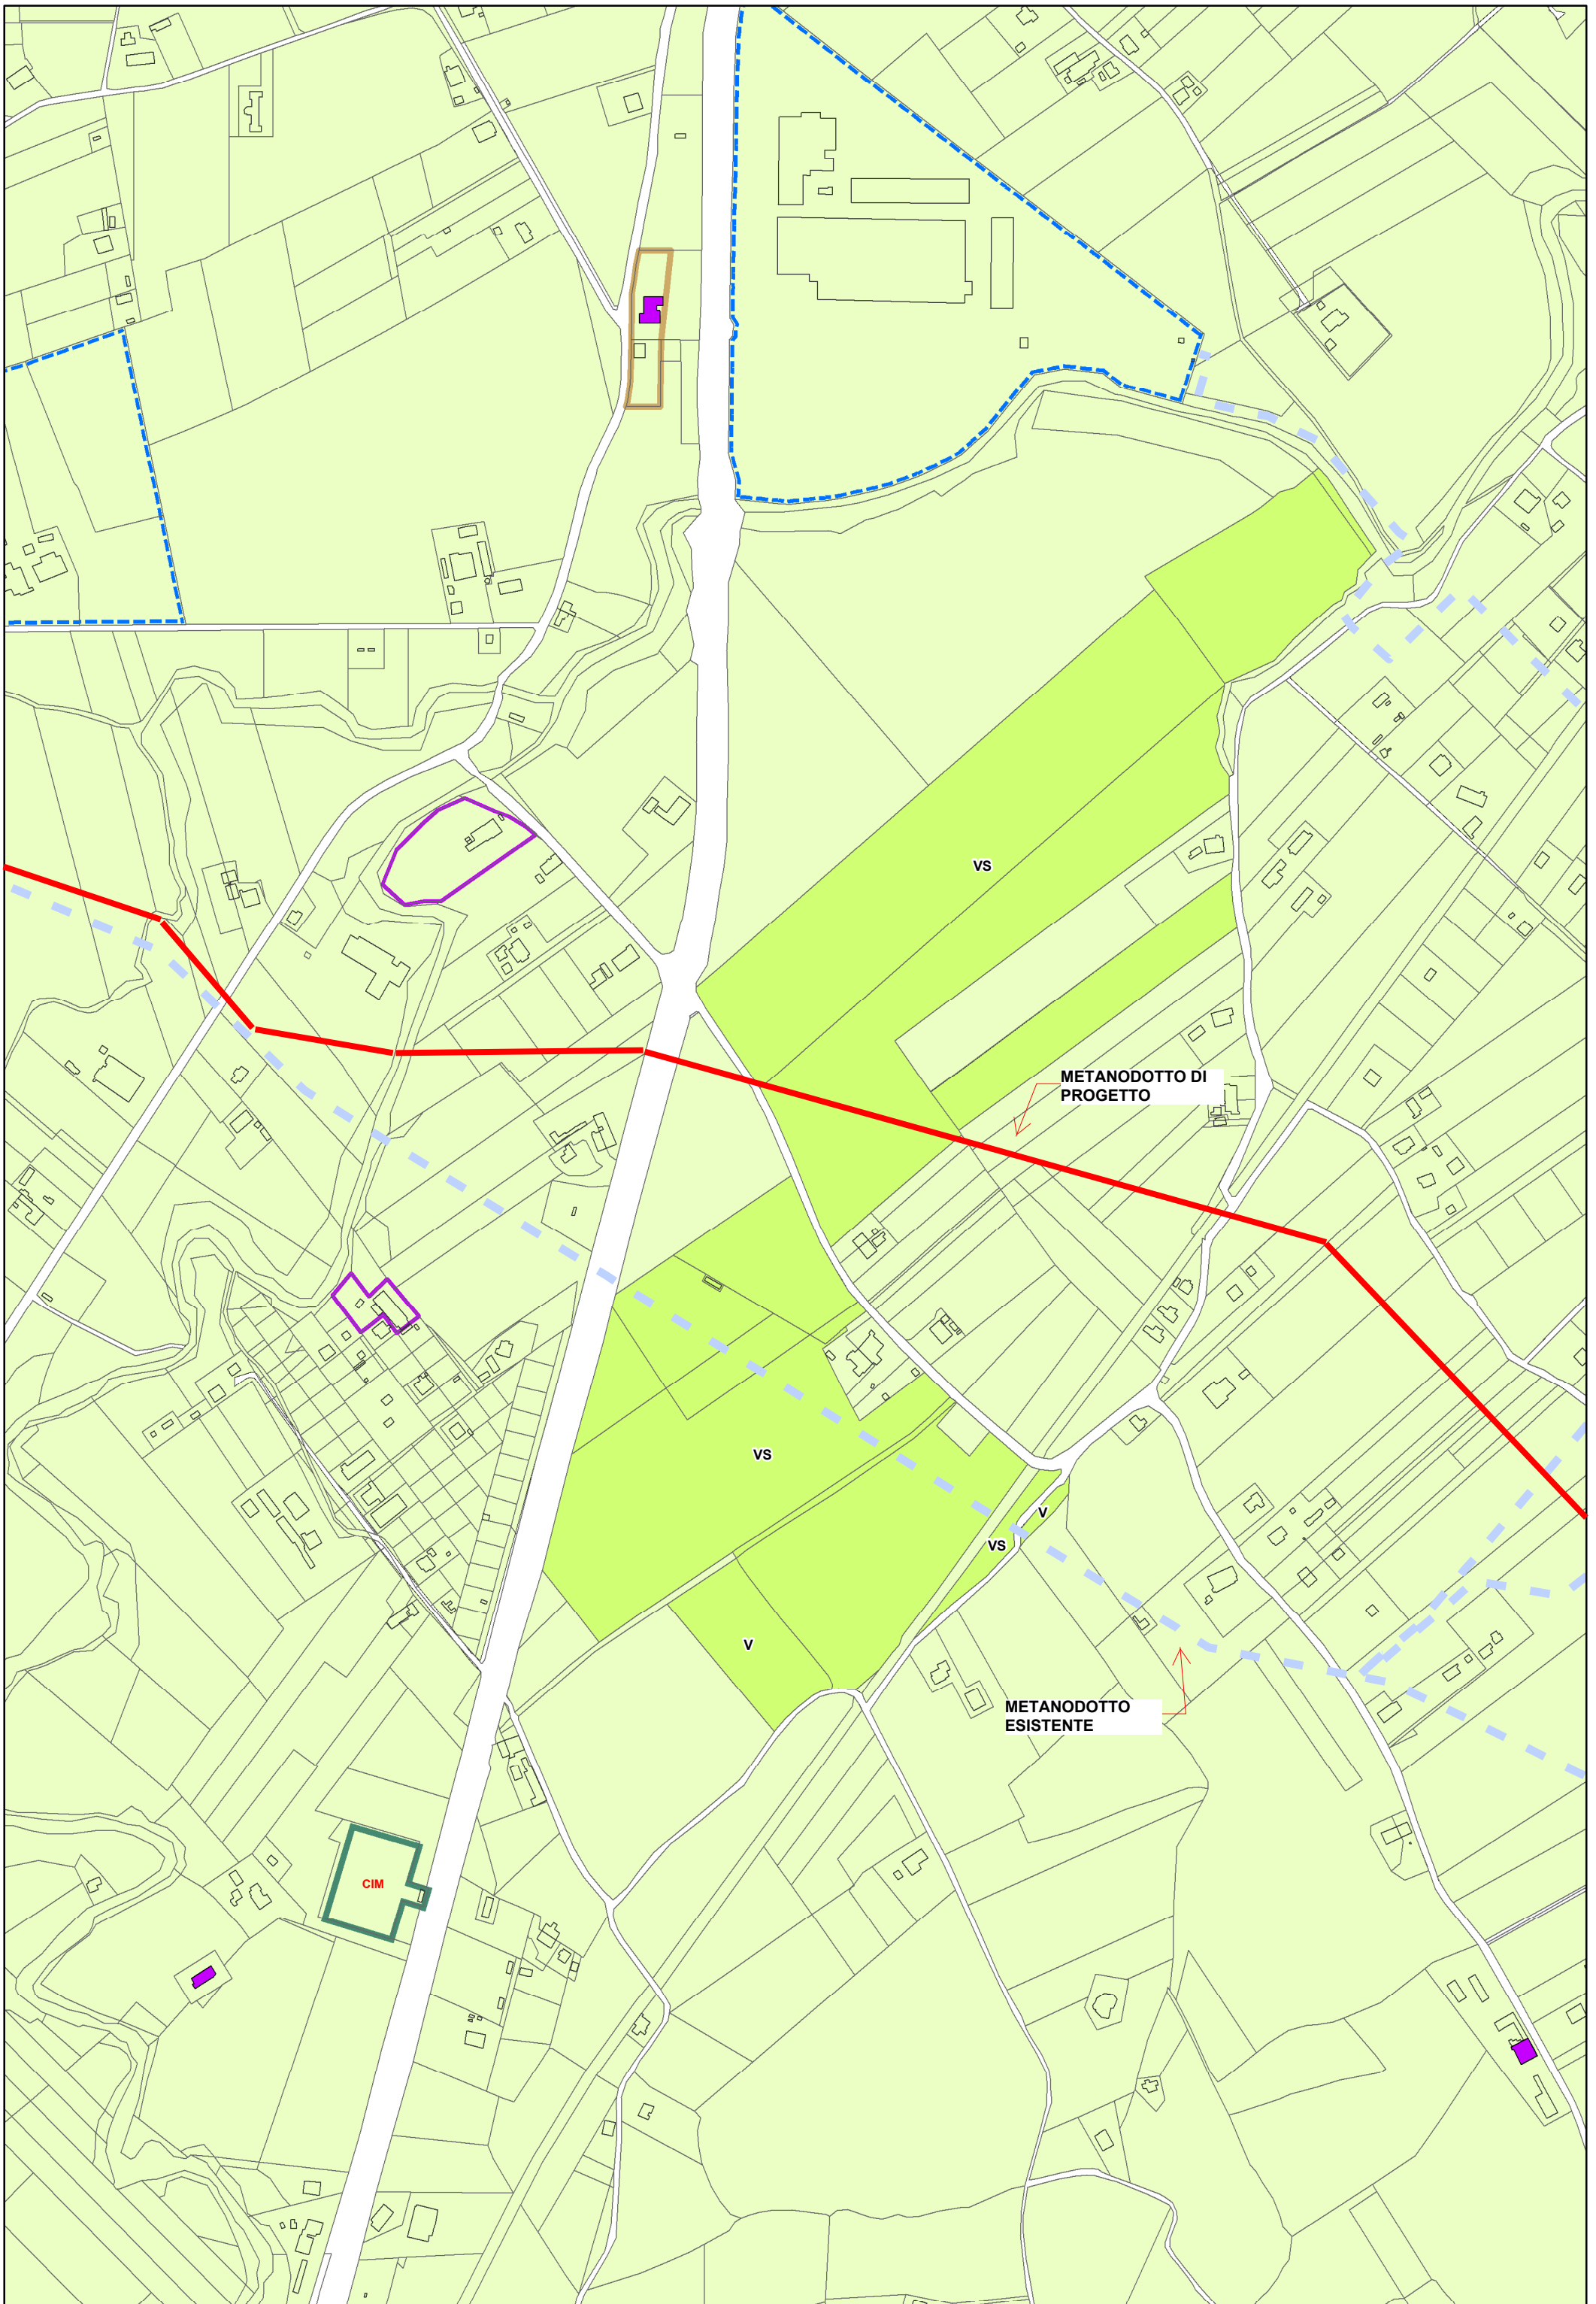 VS
METANODOTTO DI
PROGETTO
VS
V
VS
V
METANODOTTO
ESISTENTE
CIM